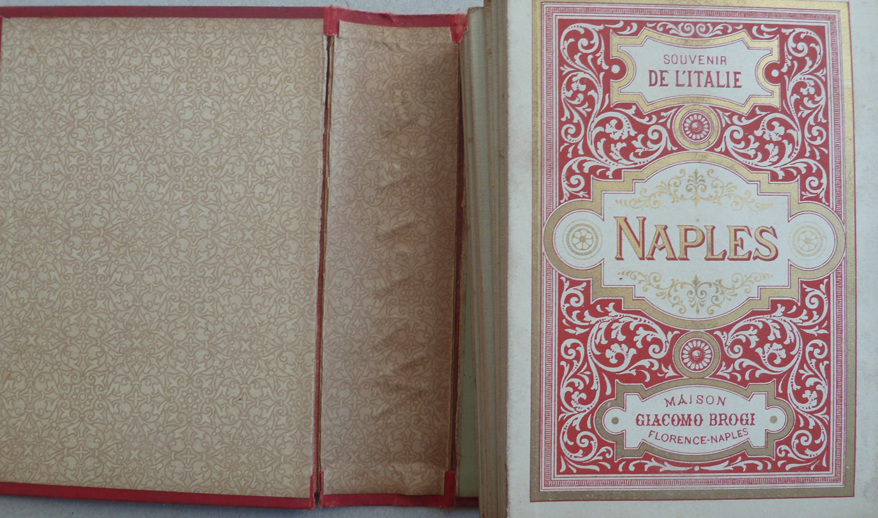 SOUVENIR
DE L'ITALIE
NAPLES
MAISON
GIACOMO BROGI
FLORENCE-NAPLES